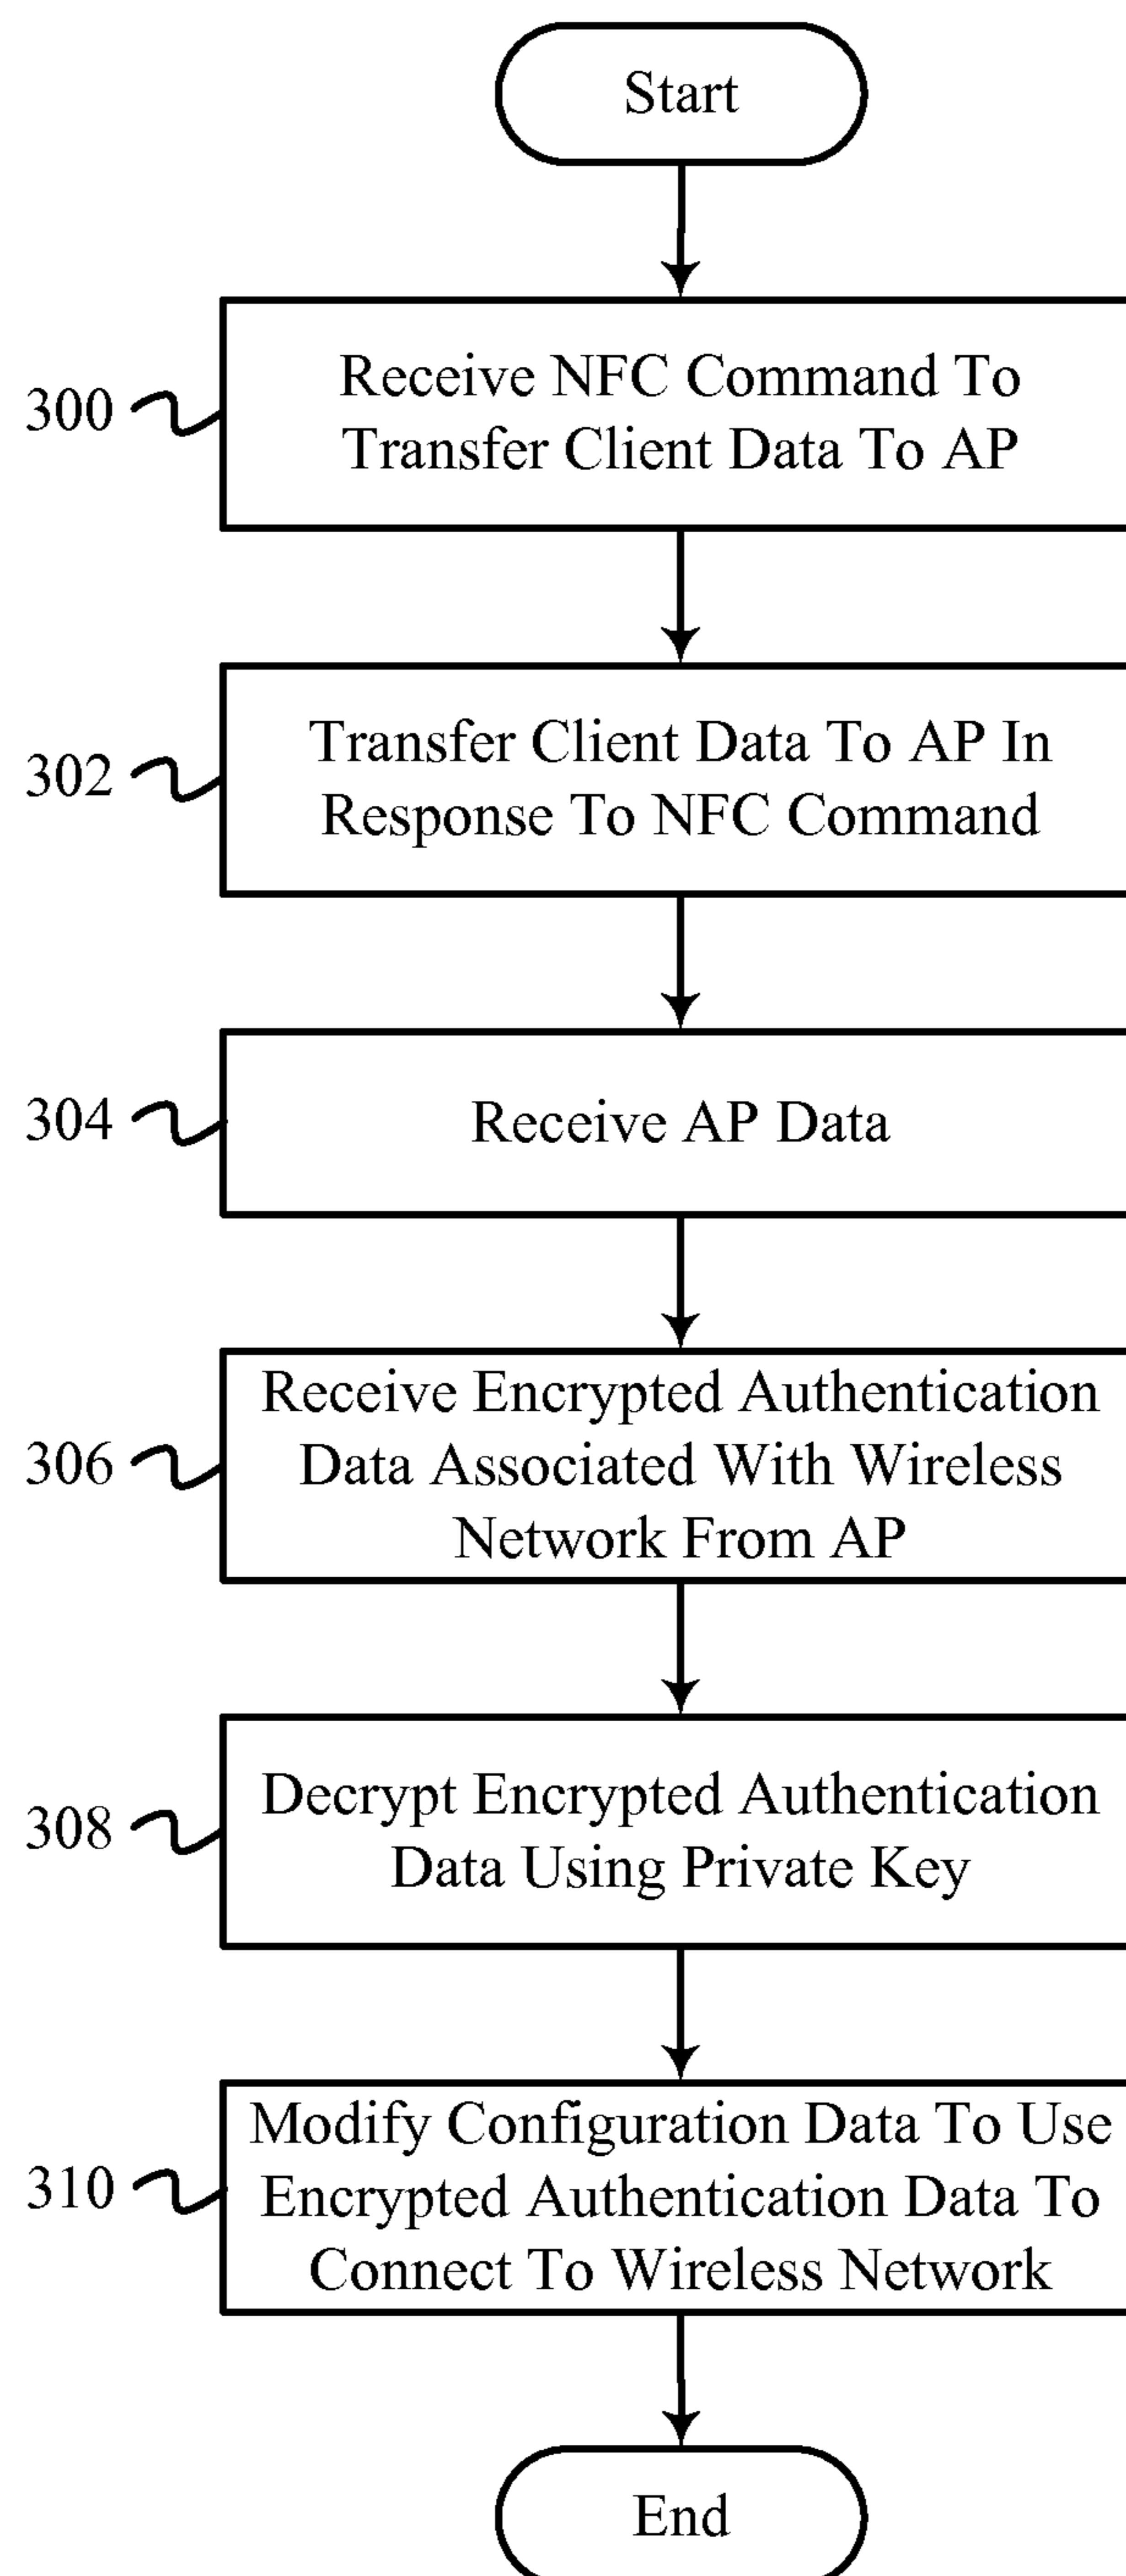 Start
300
Receive NFC Command To
Transfer Client Data To AP
302
Transfer Client Data To AP In
Response To NFC Command
304
Receive AP Data
306
Receive Encrypted Authentication
Data Associated With Wireless
Network From AP
308
Decrypt Encrypted Authentication
Data Using Private Key
310
Modify Configuration Data To Use
Encrypted Authentication Data To
Connect To Wireless Network
End